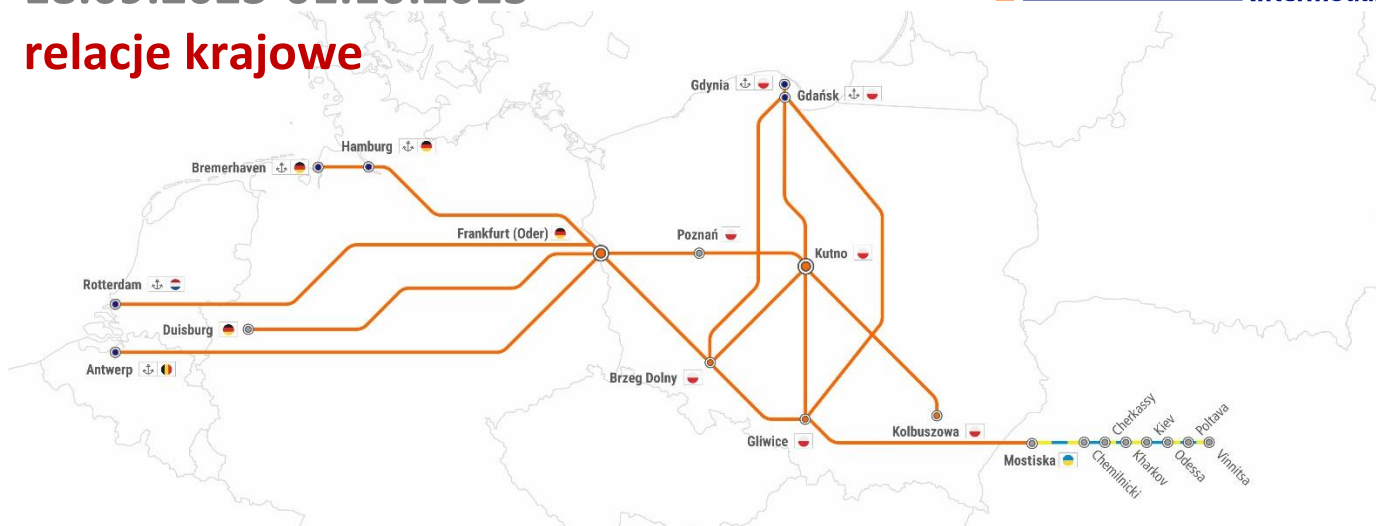 relacje krajowe
Gdynia
Gdańsk
Hamburg
Bremerhaven
Frankfurt (Oder)
Poznań
Kutno
Rotterdam
Duisburg
Antwerp
Brzeg Dolny
Gliwice
Kolbuszowa
Mostiska
Chemilnicki
Cherkassy
Kharkov
Kiev
Odessa
Poltava
Vinnitsa